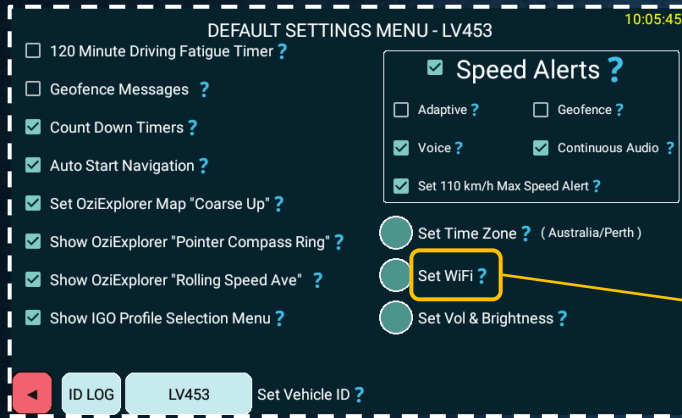 10:05:45
DEFAULT SETTINGS MENU - LV453
120 Minute Driving Fatigue Timer ?
Geofence Messages ?
Count Down Timers ?
Auto Start Navigation ?
Set OziExplorer Map "Coarse Up" ?
Show OziExplorer "Pointer Compass Ring" ?
Show OziExplorer "Rolling Speed Ave" ?
Show IGO Profile Selection Menu ?
Speed Alerts ?
Adaptive ? Geofence ?
Voice ? Continuous Audio ?
Set 110 km/h Max Speed Alert ?
Set Time Zone ? ( Australia/Perth )
Set WiFi ?
Set Vol & Brightness ?
ID LOG LV453 Set Vehicle ID ?